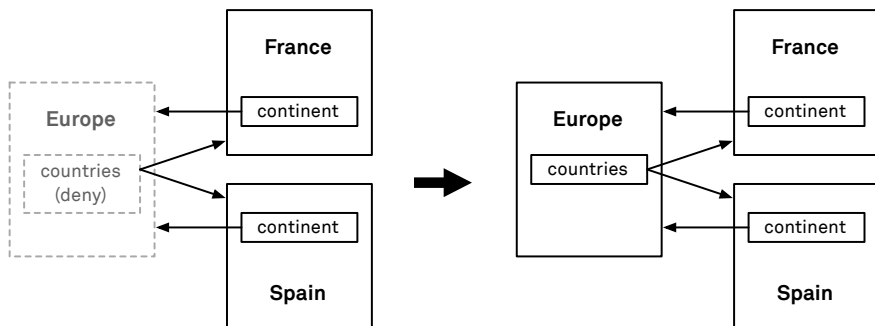 France
continent
Europe
countries
(deny)
continent
Spain
France
continent
Europe
countries
continent
Spain